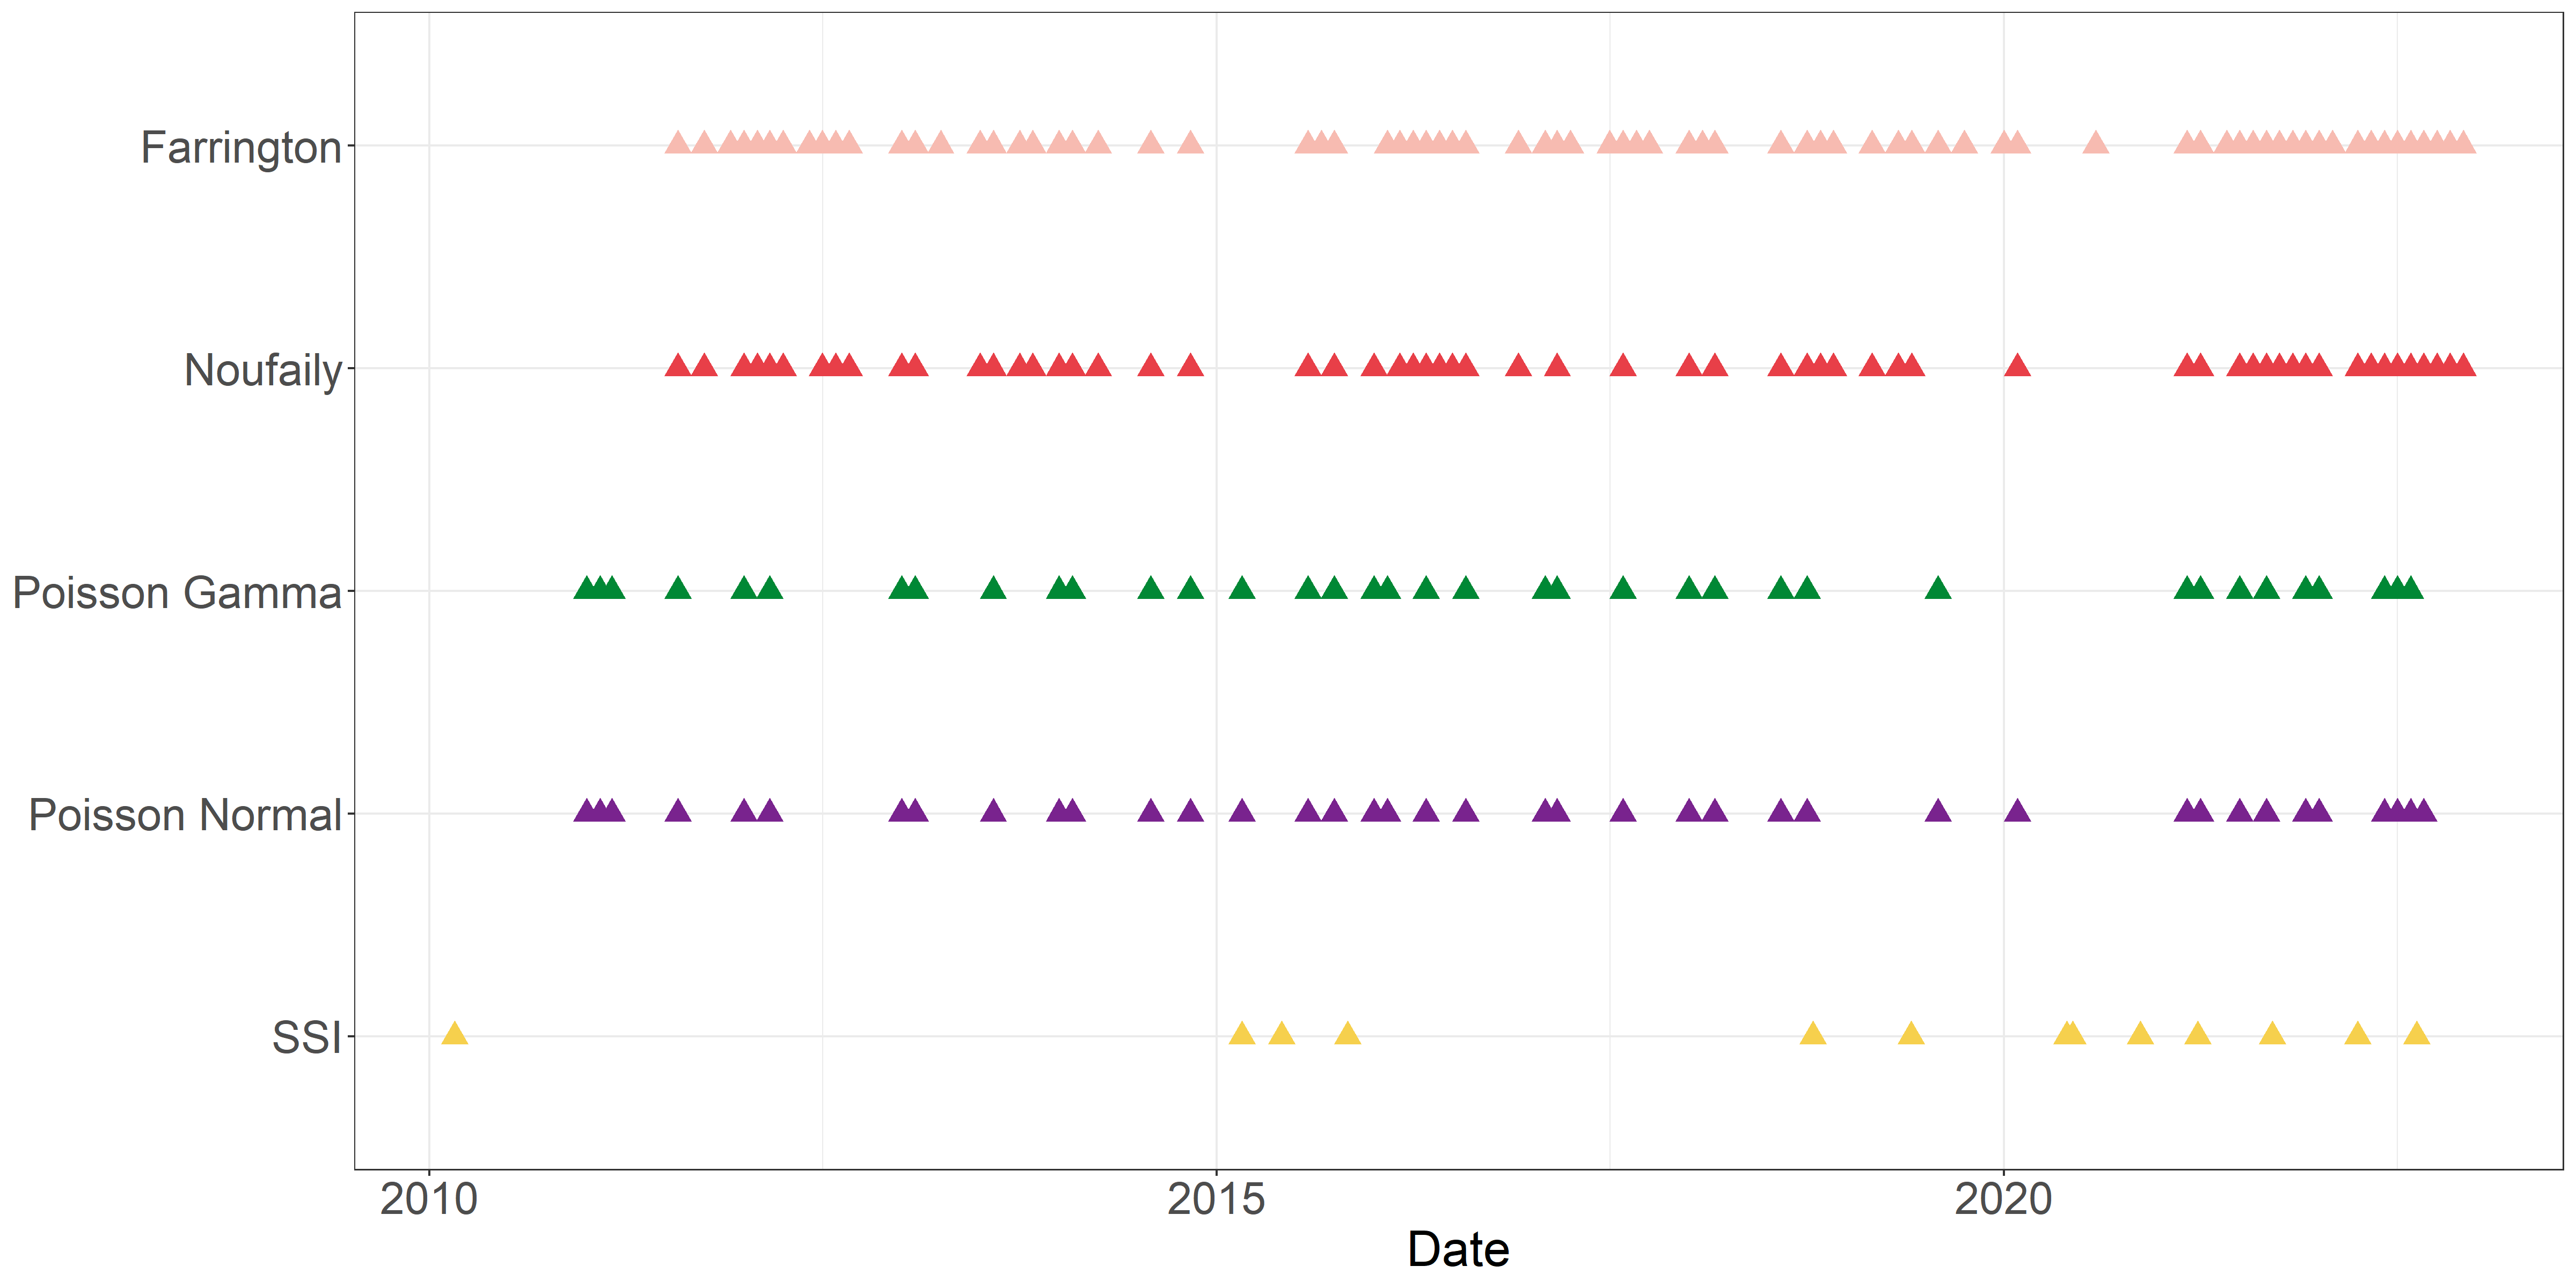 Farrington
Noufaily
Poisson Gamma
Poisson Normal
SSI
2010
2015
2020
Date